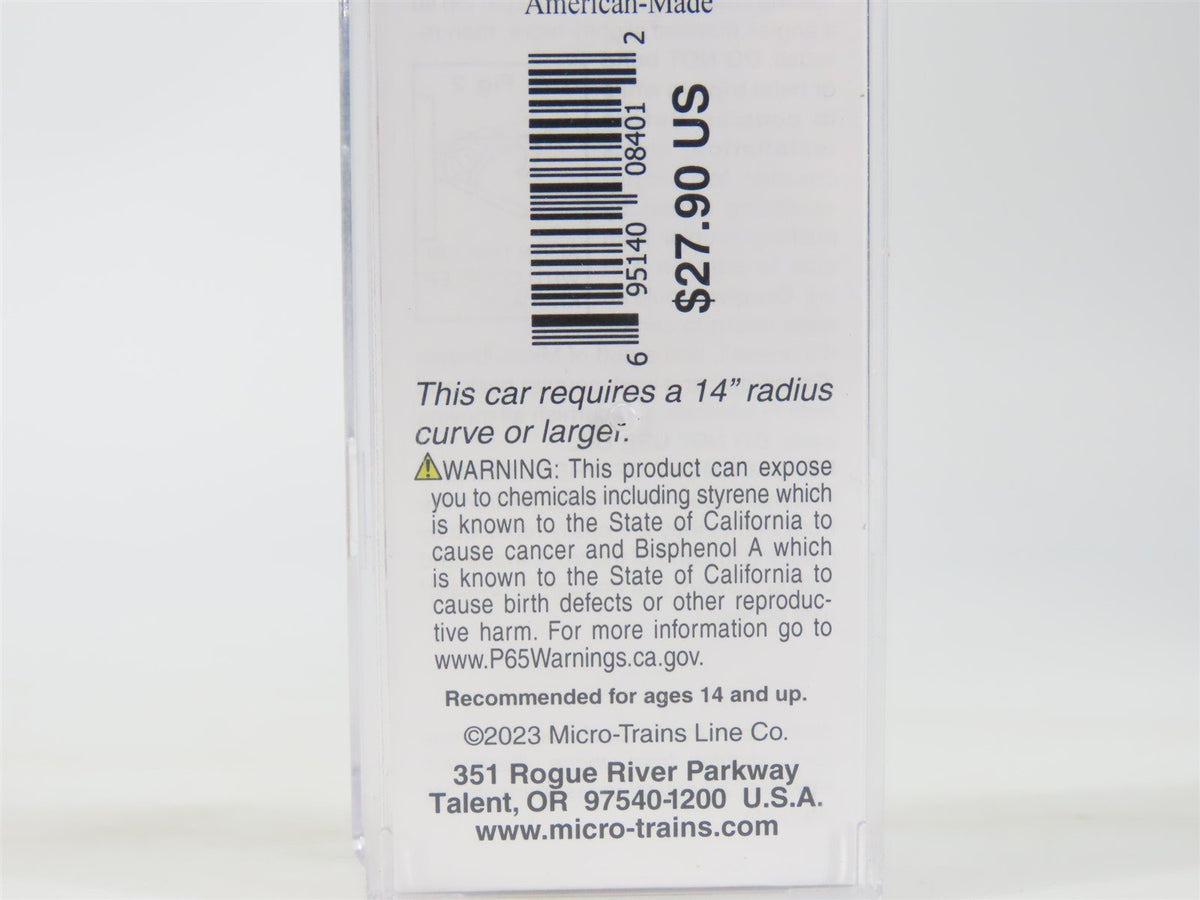 American-Made
6 95140 08401 2
$27.90 US
This car requires a 14” radius
curve or larger.
WARNING: This product can expose
you to chemicals including styrene which
is known to the State of California to
cause cancer and Bisphenol A which
is known to the State of California to
cause birth defects or other reproduc-
tive harm. For more information go to
www.P65Warnings.ca.gov.
Recommended for ages 14 and up.
©2023 Micro-Trains Line Co.
351 Rogue River Parkway
Talent, OR 97540-1200 U.S.A.
www.micro-trains.com